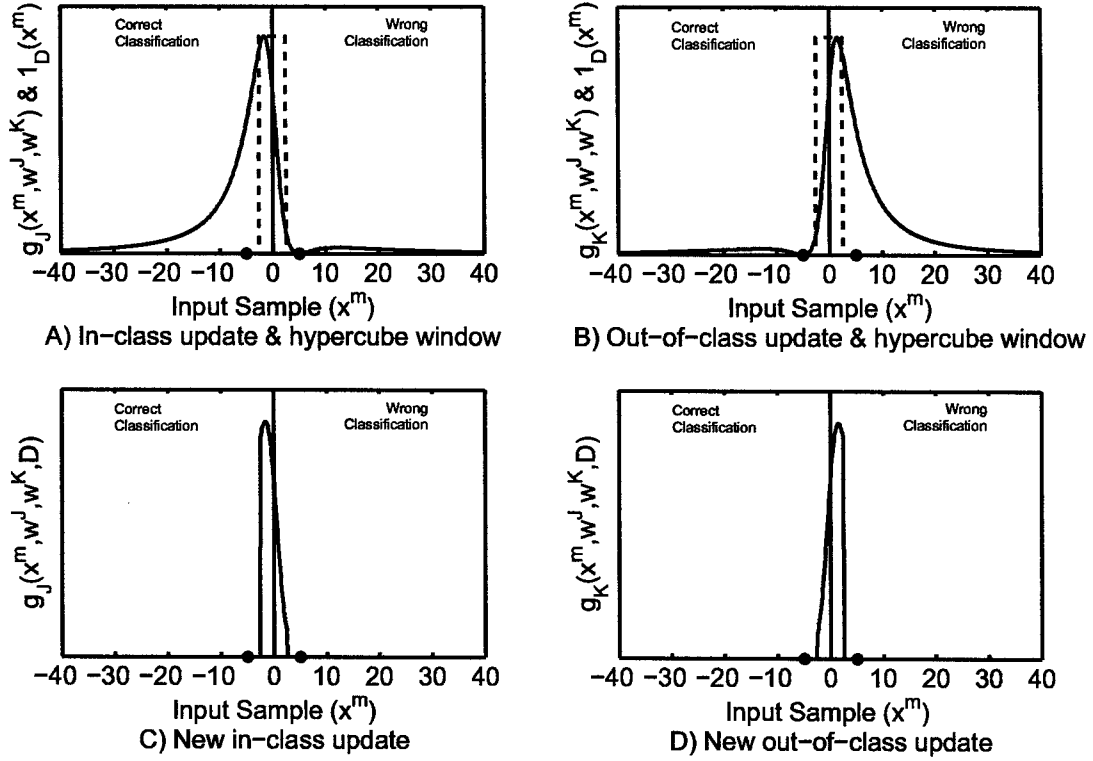 Correct Classification
Wrong Classification
g_J(x^m,w^J,w^K) & 1_D(x^m)
−40 −30 −20 −10 0 10 20 30 40
Input Sample (x^m)
A) In−class update & hypercube window
Correct Classification
Wrong Classification
g_K(x^m,w^J,w^K) & 1_D(x^m)
−40 −30 −20 −10 0 10 20 30 40
Input Sample (x^m)
B) Out−of−class update & hypercube window
Correct Classification
Wrong Classification
g_J(x^m,w^J,w^K,D)
−40 −30 −20 −10 0 10 20 30 40
Input Sample (x^m)
C) New in−class update
Correct Classification
Wrong Classification
g_K(x^m,w^J,w^K,D)
−40 −30 −20 −10 0 10 20 30 40
Input Sample (x^m)
D) New out−of−class update